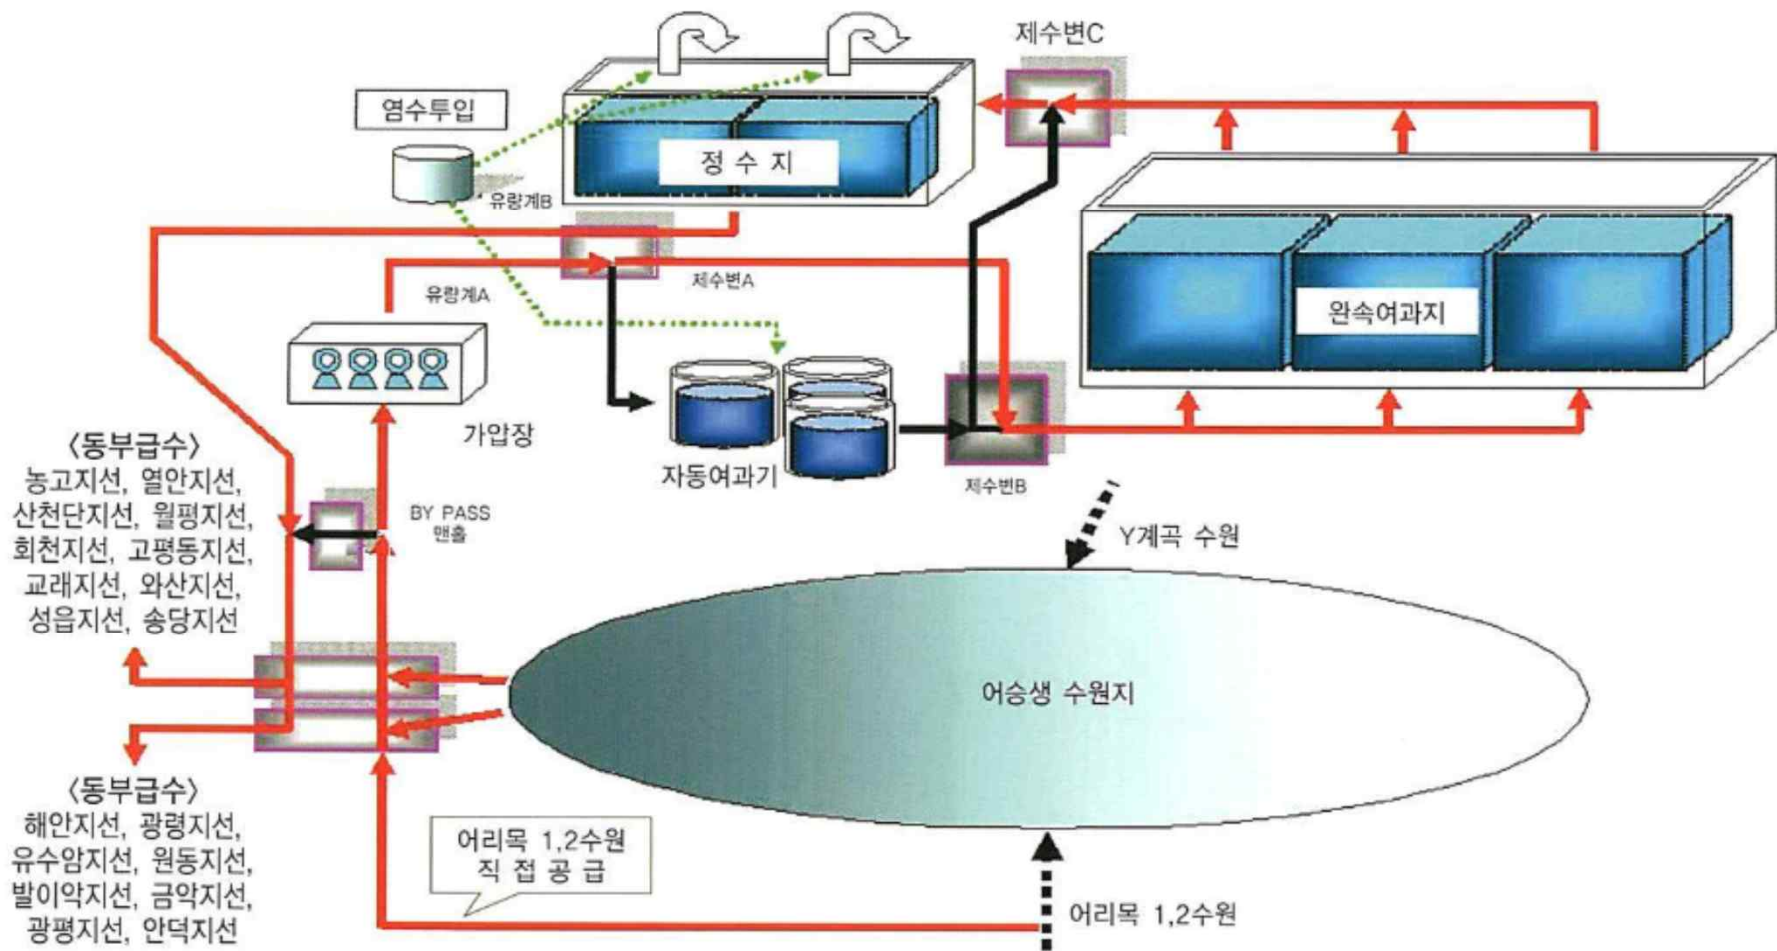 제수변C
염수투입
정 수 지
유량계B
유량계A
제수변A
완속여과지
가압장
자동여과기
제수변B
〈동부급수〉
농고지선, 열안지선,
산천단지선, 월평지선,
회천지선, 고평동지선,
교래지선, 와산지선,
성읍지선, 송당지선
BY PASS
맨홀
Y계곡 수원
어승생 수원지
〈동부급수〉
해안지선, 광령지선,
유수암지선, 원동지선,
발이악지선, 금악지선,
광평지선, 안덕지선
어리목 1,2수원
직 접 공 급
어리목 1,2수원